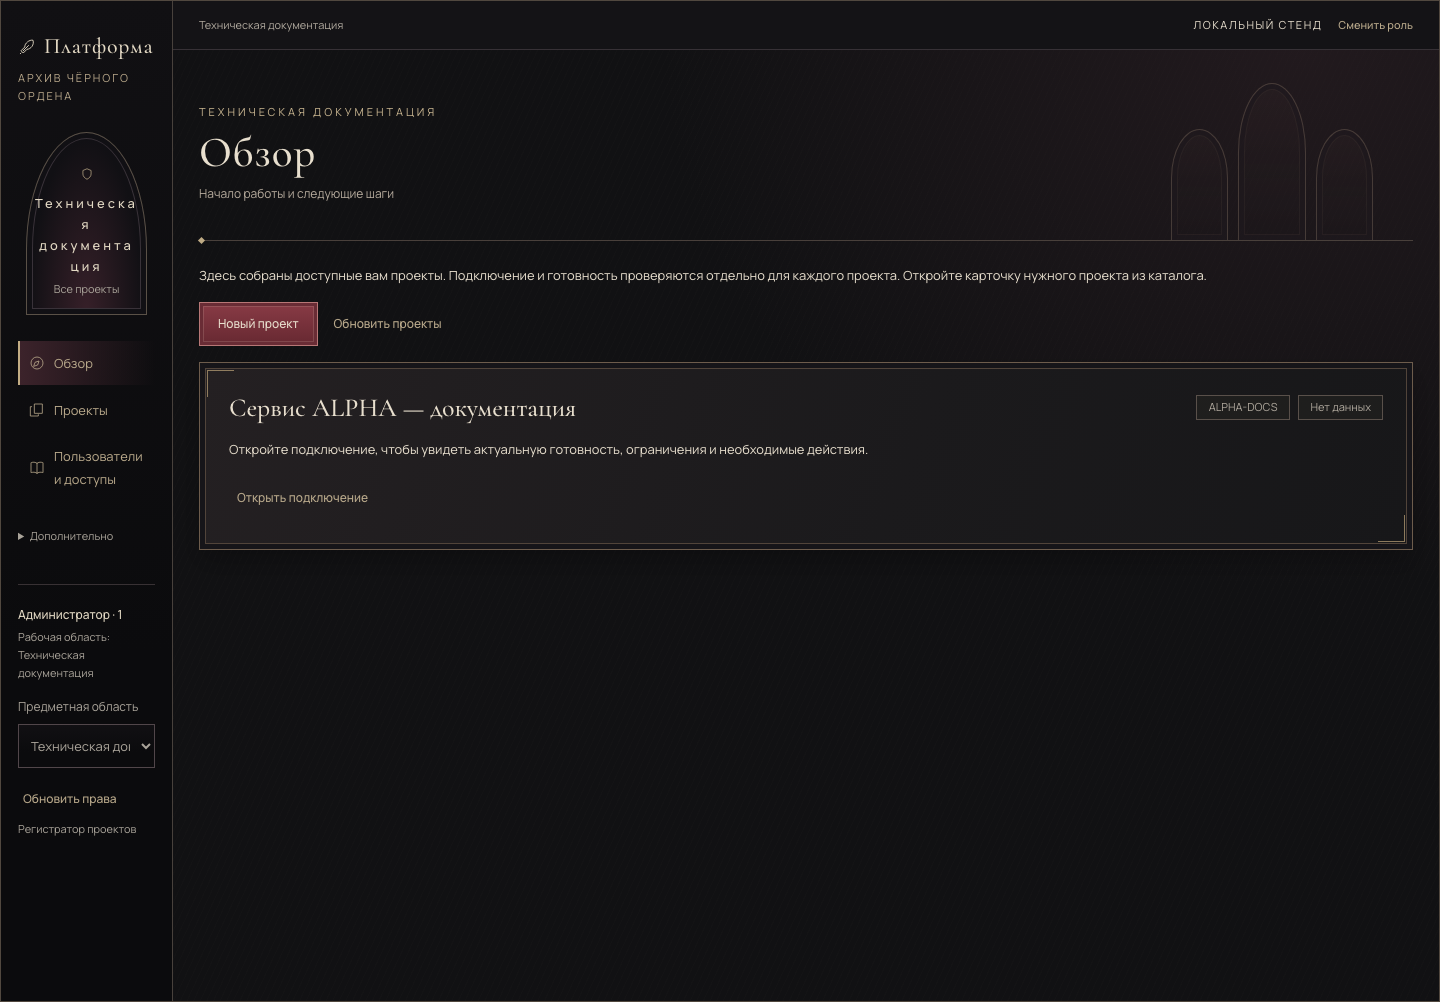 Платформа
АРХИВ ЧЁРНОГО
ОРДЕНА
Техническа
я
документа
ция
Все проекты
Обзор
Проекты
Пользователи
и доступы
Дополнительно
Администратор · 1
Рабочая область:
Техническая
документация
Предметная область
Техническая дог
Обновить права
Регистратор проектов
Техническая документация
ЛОКАЛЬНЫЙ СТЕНД
Сменить роль
ТЕХНИЧЕСКАЯ ДОКУМЕНТАЦИЯ
Обзор
Начало работы и следующие шаги
Здесь собраны доступные вам проекты. Подключение и готовность проверяются отдельно для каждого проекта. Откройте карточку нужного проекта из каталога.
Новый проект
Обновить проекты
Сервис ALPHA — документация
ALPHA-DOCS
Нет данных
Откройте подключение, чтобы увидеть актуальную готовность, ограничения и необходимые действия.
Открыть подключение